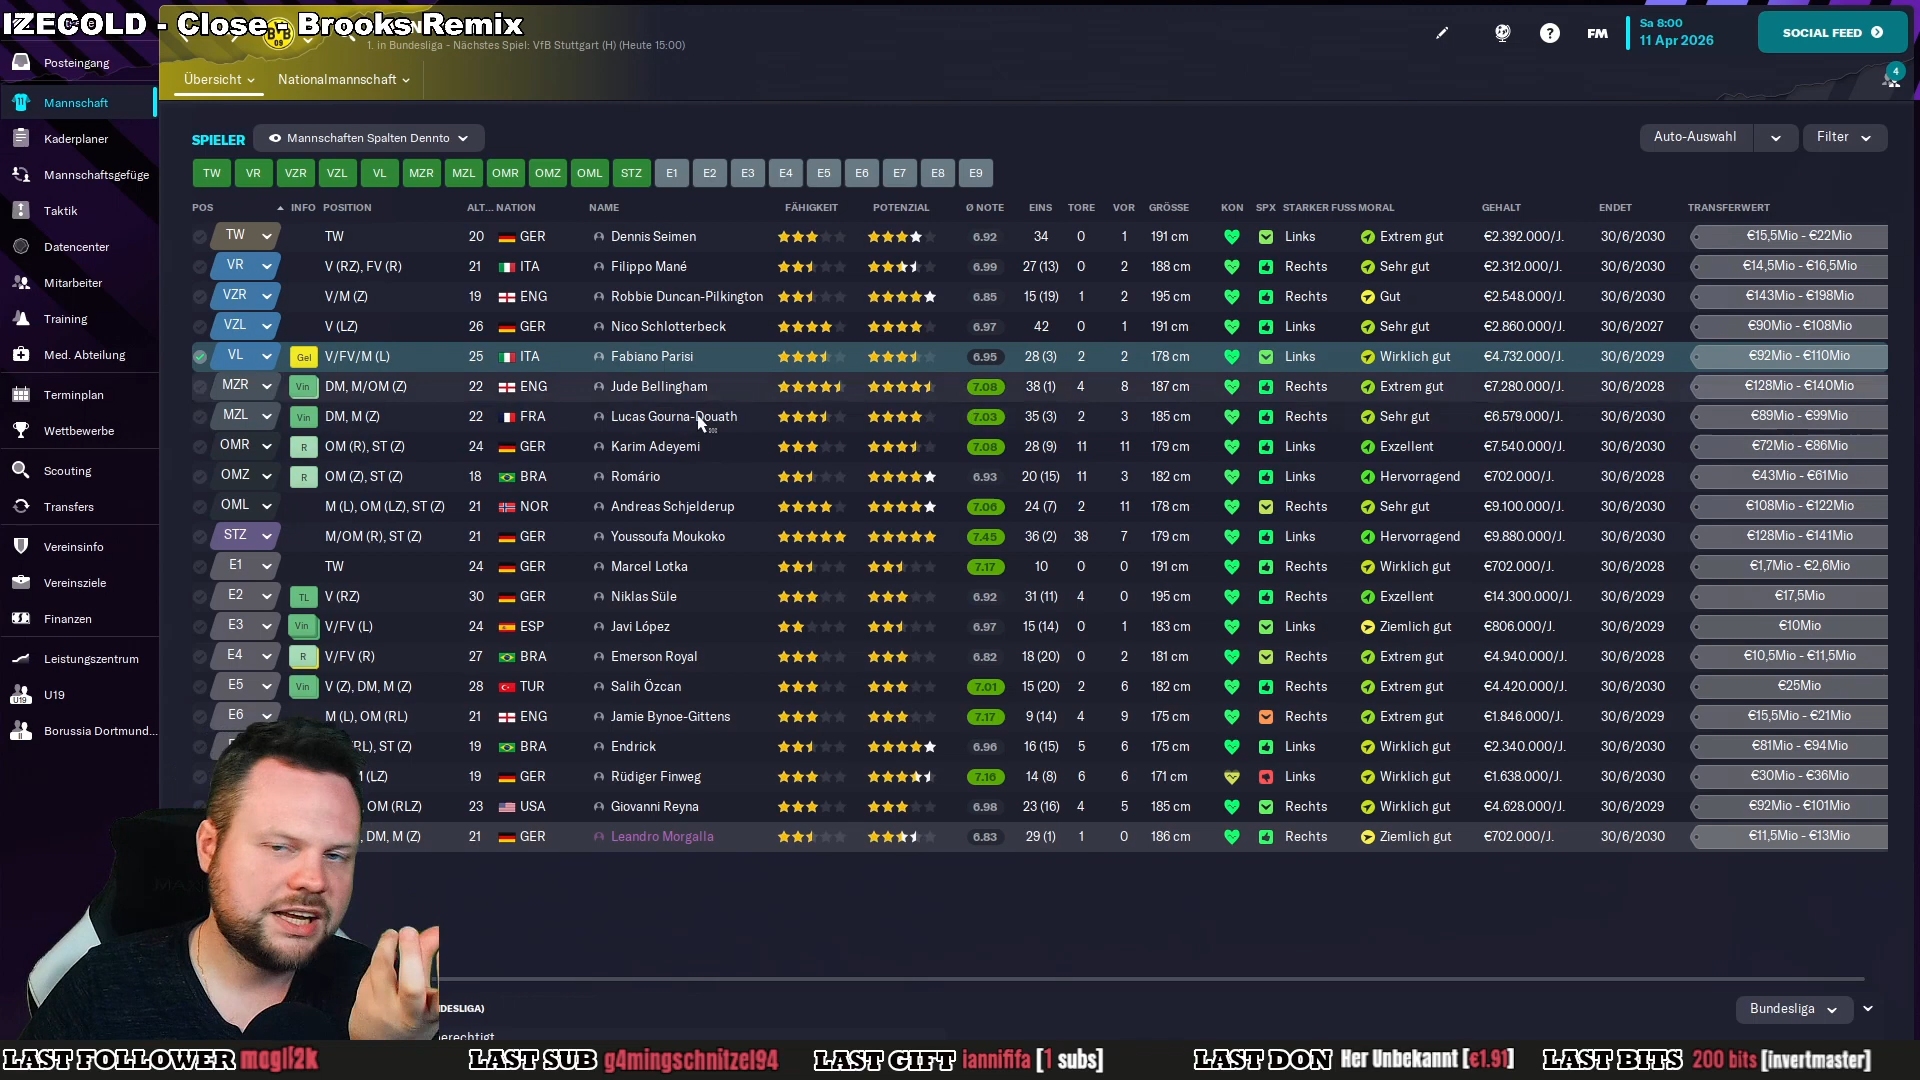 IZECOLD - Close - Brooks Remix
1. in Bundesliga - Nächstes Spiel: VfB Stuttgart (H) (Heute 15:00)
FM
Sa 8:00
11 Apr 2026
SOCIAL FEED
4
Übersicht
Nationalmannschaft
Posteingang
Mannschaft
Kaderplaner
Mannschaftsgefüge
Taktik
Datencenter
Mitarbeiter
Training
Med. Abteilung
Terminplan
Wettbewerbe
Scouting
Transfers
Vereinsinfo
Vereinsziele
Finanzen
Leistungszentrum
U19
Borussia Dortmund...
SPIELER
Mannschaften Spalten Dennto
Auto-Auswahl
Filter
TW VR VZR VZL VL MZR MZL OMR OMZ OML STZ E1 E2 E3 E4 E5 E6 E7 E8 E9
POS INFO POSITION ALT... NATION NAME FÄHIGKEIT POTENZIAL Ø NOTE EINS TORE VOR GRÖSSE KON SPX STARKER FUSS MORAL GEHALT ENDET TRANSFERWERT
TW TW 20 GER Dennis Seimen 6.92 34 0 1 191 cm Links Extrem gut €2.392.000/J. 30/6/2030 €15,5Mio - €22Mio
VR V (RZ), FV (R) 21 ITA Filippo Mané 6.99 27 (13) 0 2 188 cm Rechts Sehr gut €2.312.000/J. 30/6/2030 €14,5Mio - €16,5Mio
VZR V/M (Z) 19 ENG Robbie Duncan-Pilkington 6.85 15 (19) 1 2 195 cm Rechts Gut €2.548.000/J. 30/6/2030 €143Mio - €198Mio
VZL V (LZ) 26 GER Nico Schlotterbeck 6.97 42 0 1 191 cm Links Sehr gut €2.860.000/J. 30/6/2027 €90Mio - €108Mio
VL Gel V/FV/M (L) 25 ITA Fabiano Parisi 6.95 28 (3) 2 2 178 cm Links Wirklich gut €4.732.000/J. 30/6/2029 €92Mio - €110Mio
MZR Vin DM, M/OM (Z) 22 ENG Jude Bellingham 7.08 38 (1) 4 8 187 cm Rechts Extrem gut €7.280.000/J. 30/6/2028 €128Mio - €140Mio
MZL Vin DM, M (Z) 22 FRA Lucas Gourna-Douath 7.03 35 (3) 2 3 185 cm Rechts Sehr gut €6.579.000/J. 30/6/2028 €89Mio - €99Mio
OMR R OM (R), ST (Z) 24 GER Karim Adeyemi 7.08 28 (9) 11 11 179 cm Links Exzellent €7.540.000/J. 30/6/2030 €72Mio - €86Mio
OMZ R OM (Z), ST (Z) 18 BRA Romário 6.93 20 (15) 11 3 182 cm Links Hervorragend €702.000/J. 30/6/2028 €43Mio - €61Mio
OML M (L), OM (LZ), ST (Z) 21 NOR Andreas Schjelderup 7.06 24 (7) 2 11 178 cm Rechts Sehr gut €9.100.000/J. 30/6/2030 €108Mio - €122Mio
STZ M/OM (R), ST (Z) 21 GER Youssoufa Moukoko 7.45 36 (2) 38 7 179 cm Links Hervorragend €9.880.000/J. 30/6/2030 €128Mio - €141Mio
E1 TW 24 GER Marcel Lotka 7.17 10 0 0 191 cm Rechts Wirklich gut €702.000/J. 30/6/2028 €1,7Mio - €2,6Mio
E2 TL V (RZ) 30 GER Niklas Süle 6.92 31 (11) 4 0 195 cm Rechts Exzellent €14.300.000/J. 30/6/2029 €17,5Mio
E3 Vin V/FV (L) 24 ESP Javi López 6.97 15 (14) 0 1 183 cm Links Ziemlich gut €806.000/J. 30/6/2029 €10Mio
E4 R V/FV (R) 27 BRA Emerson Royal 6.82 18 (20) 0 2 181 cm Rechts Extrem gut €4.940.000/J. 30/6/2028 €10,5Mio - €11,5Mio
E5 Vin V (Z), DM, M (Z) 28 TUR Salih Özcan 7.01 15 (20) 2 6 182 cm Rechts Extrem gut €4.420.000/J. 30/6/2030 €25Mio
E6 M (L), OM (RL) 21 ENG Jamie Bynoe-Gittens 7.17 9 (14) 4 9 175 cm Rechts Extrem gut €1.846.000/J. 30/6/2029 €15,5Mio - €21Mio
RL), ST (Z) 19 BRA Endrick 6.96 16 (15) 5 6 175 cm Links Wirklich gut €2.340.000/J. 30/6/2030 €81Mio - €94Mio
(LZ) 19 GER Rüdiger Finweg 7.16 14 (8) 6 6 171 cm Links Wirklich gut €1.638.000/J. 30/6/2029 €30Mio - €36Mio
OM (RLZ) 23 USA Giovanni Reyna 6.98 23 (16) 4 5 185 cm Rechts Wirklich gut €4.628.000/J. 30/6/2029 €92Mio - €101Mio
, DM, M (Z) 21 GER Leandro Morgalla 6.83 29 (1) 1 0 186 cm Rechts Ziemlich gut €702.000/J. 30/6/2030 €11,5Mio - €13Mio
DESLIGA)
Bundesliga
erechtigt
LAST FOLLOWER mogli2k LAST SUB g4mingschnitzel94 LAST GIFT iannififa [1 subs] LAST DON Her Unbekannt [€1.91] LAST BITS 200 bits [invertmaster]